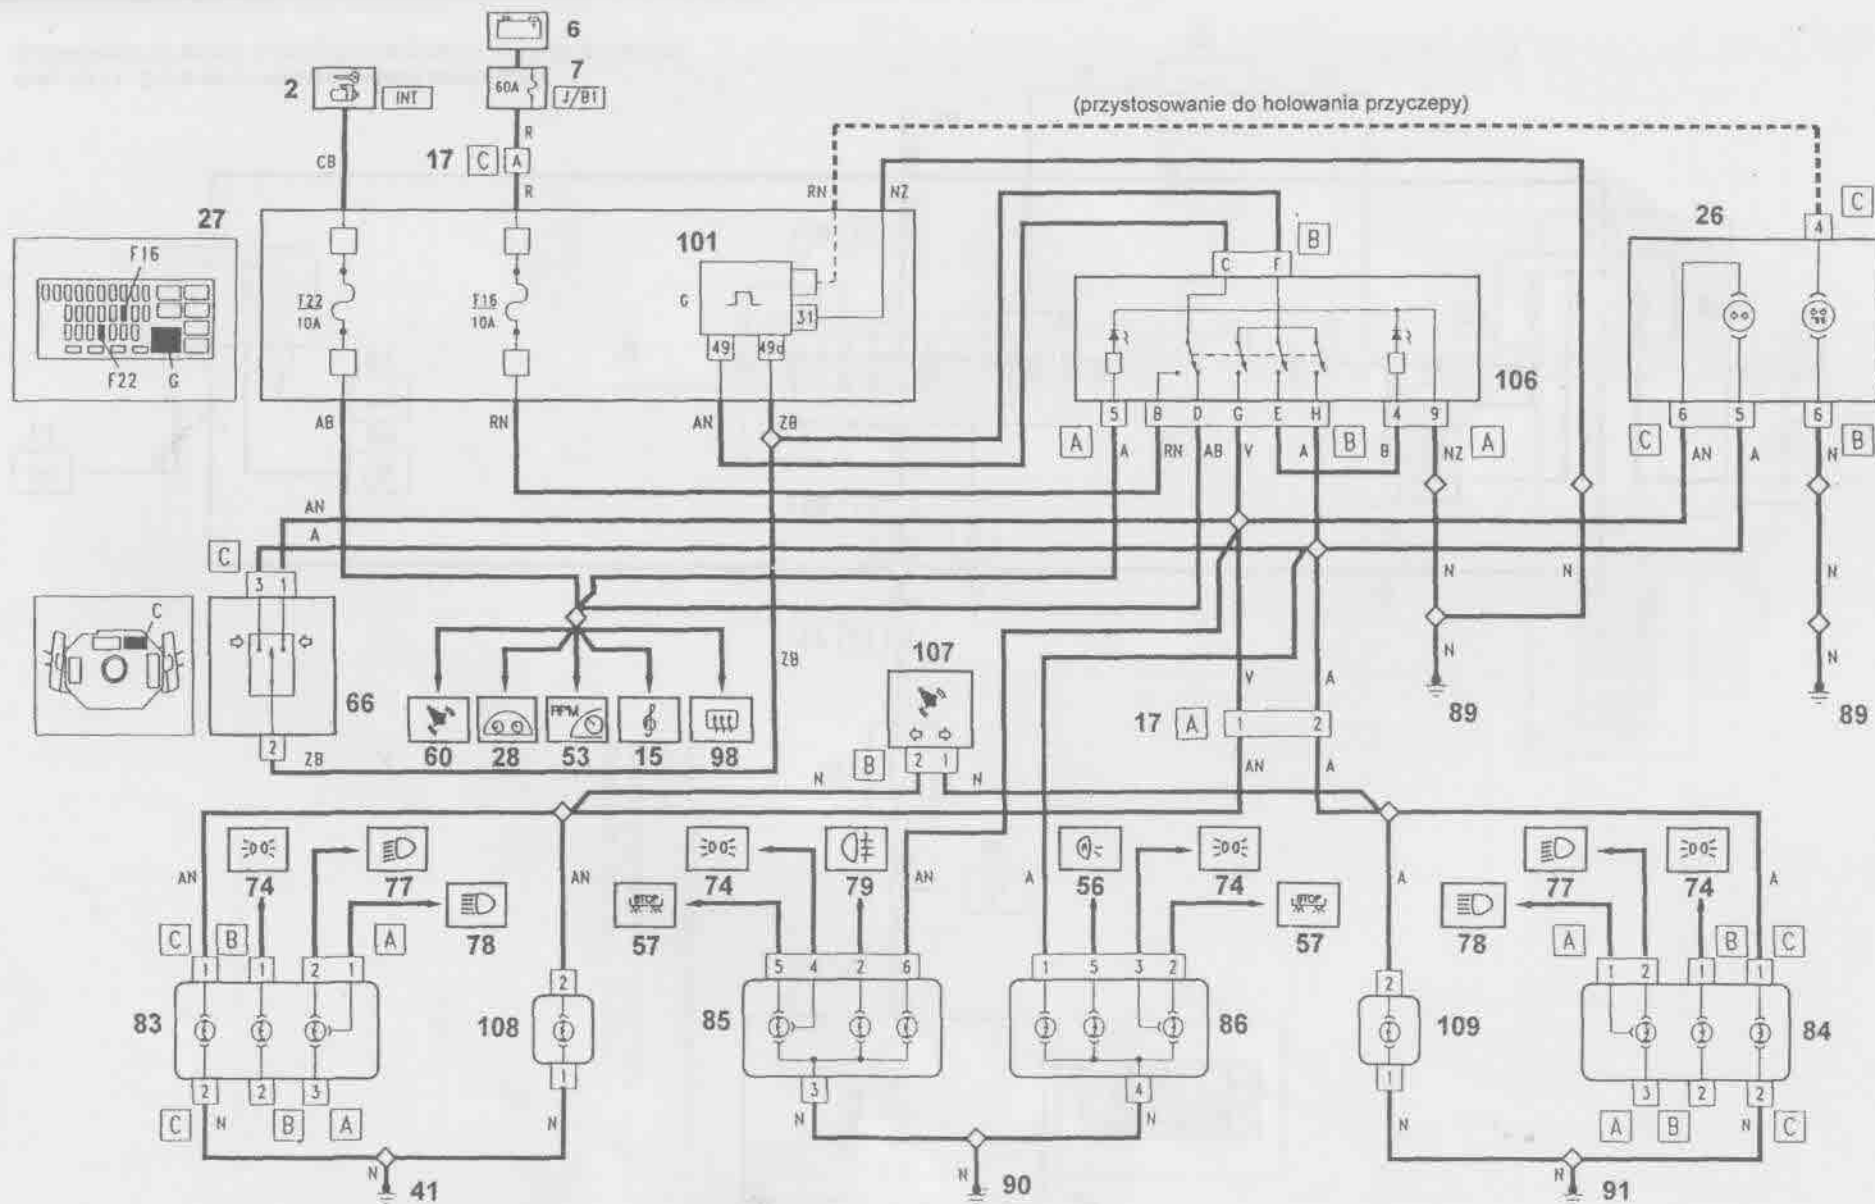 6
7
60A
J/B1
2
INT
(przystosowanie do holowania przyczepy)
R
CB
17
C
A
R
RN
NZ
C
27
26
4
F16
101
B
C
F
F22
10A
F16
10A
G
31
49
49a
F22
G
106
5
B
D
G
E
H
4
9
6
5
6
AB
RN
AN
ZB
A
A
RN
AB
V
A
B
B
NZ
A
C
AN
A
N
B
AN
A
C
3
1
N
N
N
C
107
ZB
N
N
66
RPM
V
A
89
89
60
28
53
15
98
17
A
1
2
2
ZB
B
2
1
N
N
AN
A
AN
74
77
AN
74
79
AN
A
56
74
A
77
74
A
STOP
STOP
C
B
A
78
57
57
78
A
B
C
1
1
2
1
2
5
4
2
6
1
5
3
2
2
1
2
1
1
83
108
85
86
109
84
2
2
3
1
3
4
1
3
2
2
C
N
B
A
N
N
N
N
A
B
N
C
N
41
N
90
N
91